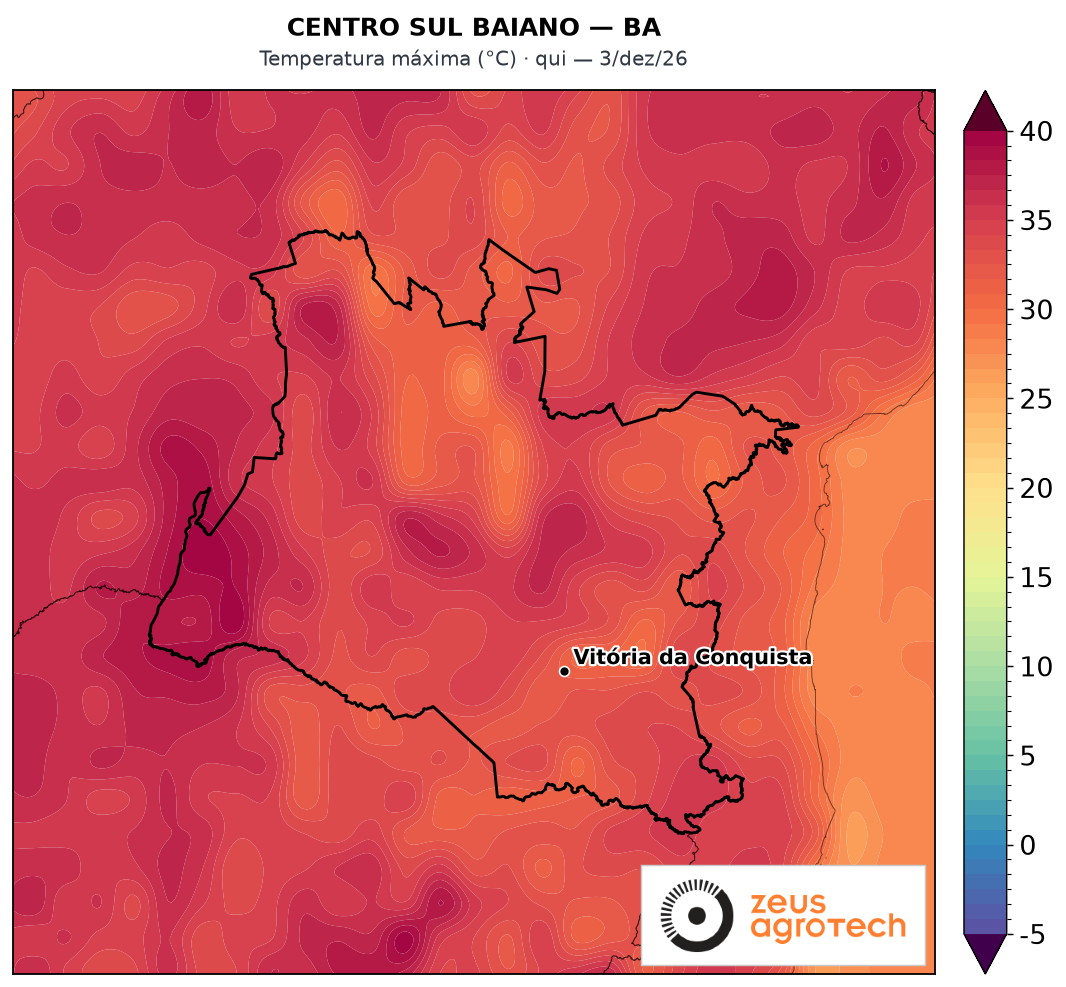 CENTRO SUL BAIANO — BA
Temperatura máxima (°C) · qui — 3/dez/26
40
35
30
25
20
15
10
5
0
-5
Vitória da Conquista
zeus
agrotech